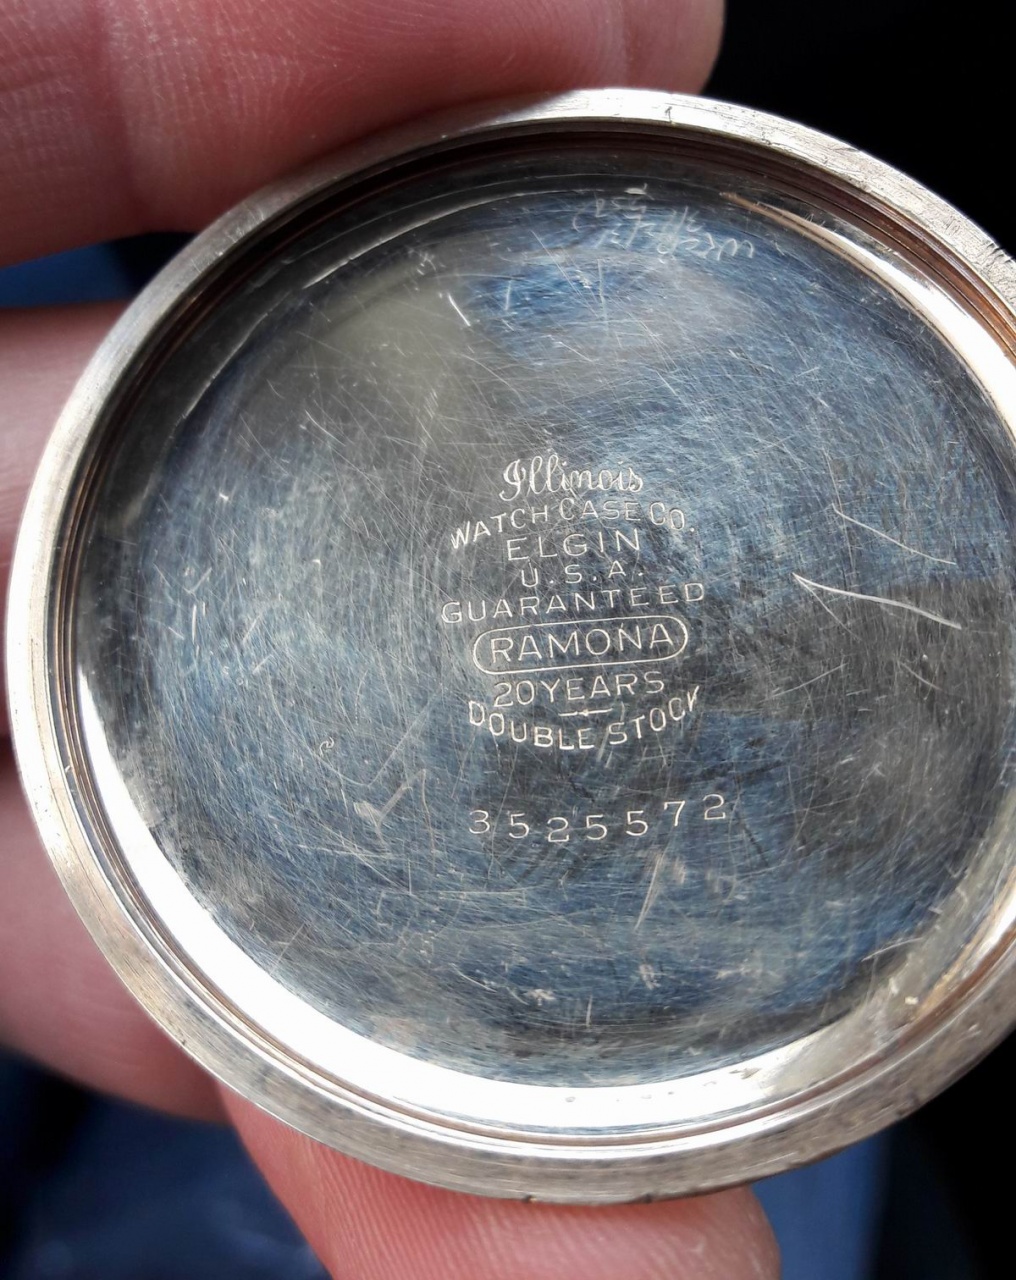 Illinois
WATCH CASE CO.
ELGIN
U.S.A.
GUARANTEED
RAMONA
20 YEARS
DOUBLE STOCK
3525572